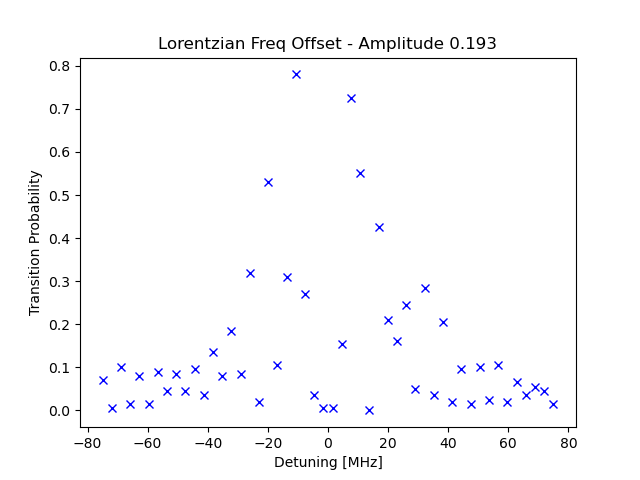 Lorentzian Freq Offset - Amplitude 0.193
0.8
0.7
0.6
0.5
0.4
0.3
0.2
0.1
0.0
Transition Probability
−80 −60 −40 −20 0 20 40 60 80
Detuning [MHz]